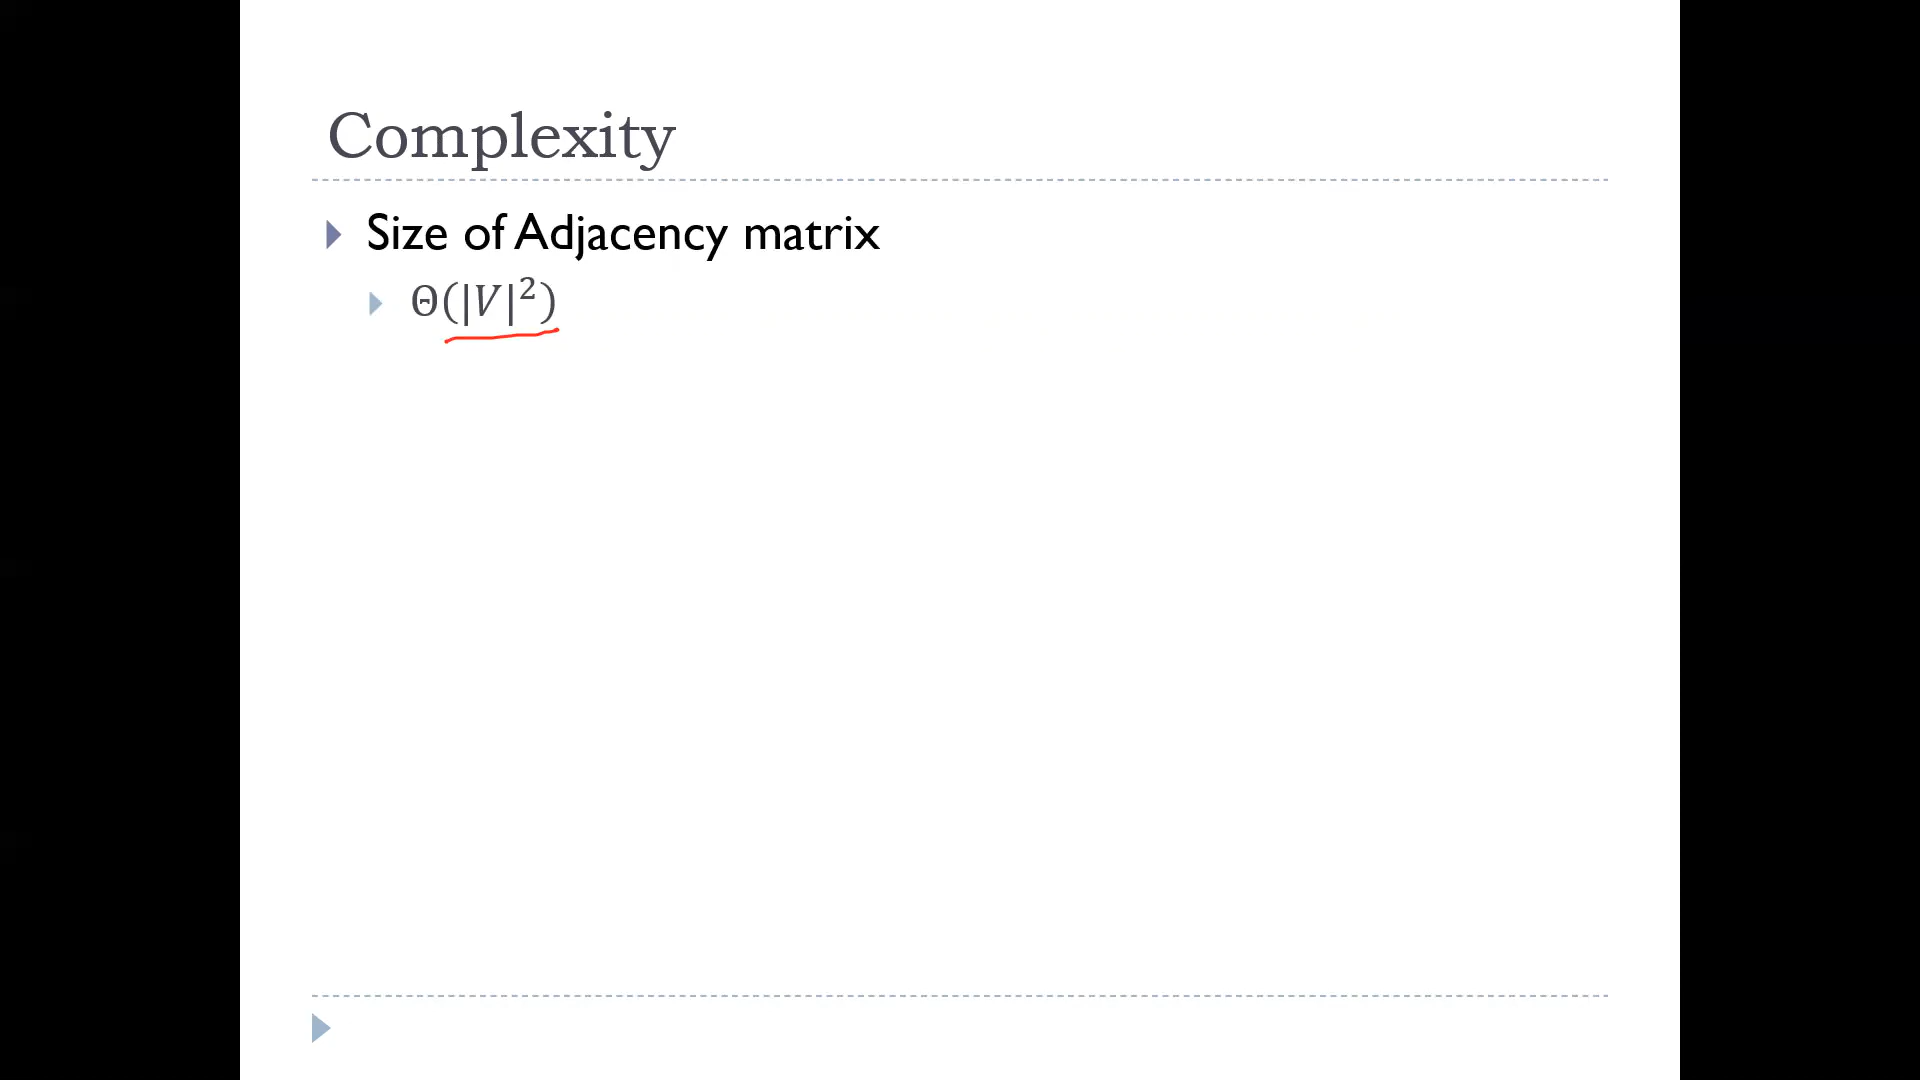 Complexity
Size of Adjacency matrix
Θ(|V|²)